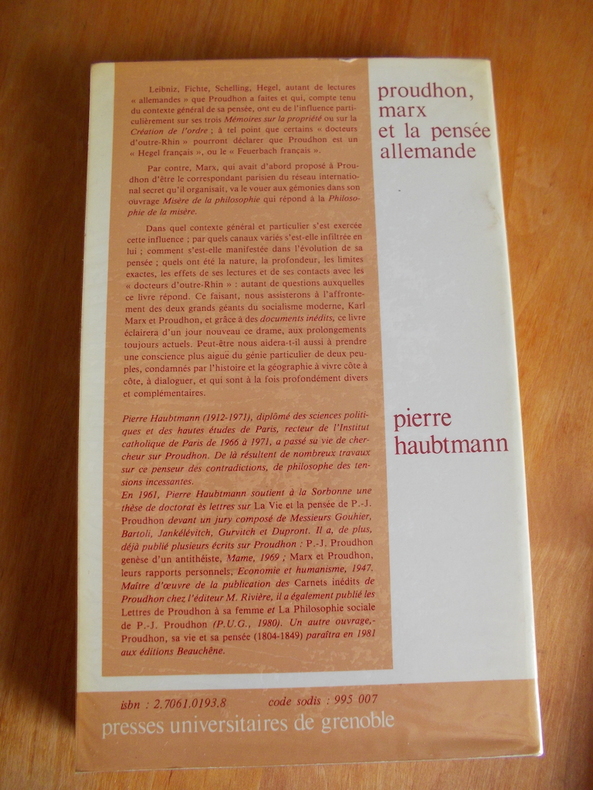 Leibniz, Fichte, Schelling, Hegel, autant de lectures
« allemandes » que Proudhon a faites et qui, compte tenu
du contexte général de sa pensée, ont eu de l'influence parti-
culièrement sur ses trois Mémoires sur la propriété ou sur la
Création de l'ordre ; à tel point que certains « docteurs
d'outre-Rhin » pourront déclarer que Proudhon est un
« Hegel français », ou le « Feuerbach français ».
Par contre, Marx, qui avait d'abord proposé à Prou-
dhon d'être le correspondant parisien du réseau internatio-
nal secret qu'il organisait, va le vouer aux gémonies dans son
ouvrage Misère de la philosophie qui répond à la Philoso-
phie de la misère.
Dans quel contexte général et particulier s'est exercée
cette influence ; par quels canaux variés s'est-elle infiltrée en
lui ; comment s'est-elle manifestée dans l'évolution de sa
pensée ; quels ont été la nature, la profondeur, les limites
exactes, les effets de ses lectures et de ses contacts avec les
« docteurs d'outre-Rhin » : autant de questions auxquelles
ce livre répond. Ce faisant, nous assisterons à l'affronte-
ment des deux grands géants du socialisme moderne, Karl
Marx et Proudhon, et grâce à des documents inédits, ce livre
éclairera d'un jour nouveau ce drame, aux prolongements
toujours actuels. Peut-être nous aidera-t-il aussi à prendre
une conscience plus aiguë du génie particulier de deux peu-
ples, condamnés par l'histoire et la géographie à vivre côte à
côte, à dialoguer, et qui sont à la fois profondément divers
et complémentaires.
Pierre Haubtmann (1912-1971), diplômé des sciences politi-
ques et des hautes études de Paris, recteur de l'Institut
catholique de Paris de 1966 à 1971, a passé sa vie de cher-
cheur sur Proudhon. De là résultent de nombreux travaux
sur ce penseur des contradictions, de philosophe des ten-
sions incessantes.
En 1961, Pierre Haubtmann soutient à la Sorbonne une
thèse de doctorat ès lettres sur La Vie et la pensée de P.-J.
Proudhon devant un jury composé de Messieurs Gouhier,
Bartoli, Jankélévitch, Gurvitch et Dupront. Il a, de plus,
déjà publié plusieurs écrits sur Proudhon : P.-J. Proudhon
genèse d'un antithéiste, Mame, 1969 ; Marx et Proudhon,
leurs rapports personnels, Economie et humanisme, 1947.
Maître d'œuvre de la publication des Carnets inédits de
Proudhon chez l'éditeur M. Rivière, il a également publié les
Lettres de Proudhon à sa femme et La Philosophie sociale
de P.-J. Proudhon (P.U.G., 1980). Un autre ouvrage,-
Proudhon, sa vie et sa pensée (1804-1849) paraîtra en 1981
aux éditions Beauchêne.
proudhon,
marx
et la pensée
allemande
pierre
haubtmann
isbn : 2.7061.0193.8 code sodis : 995 007
presses universitaires de grenoble